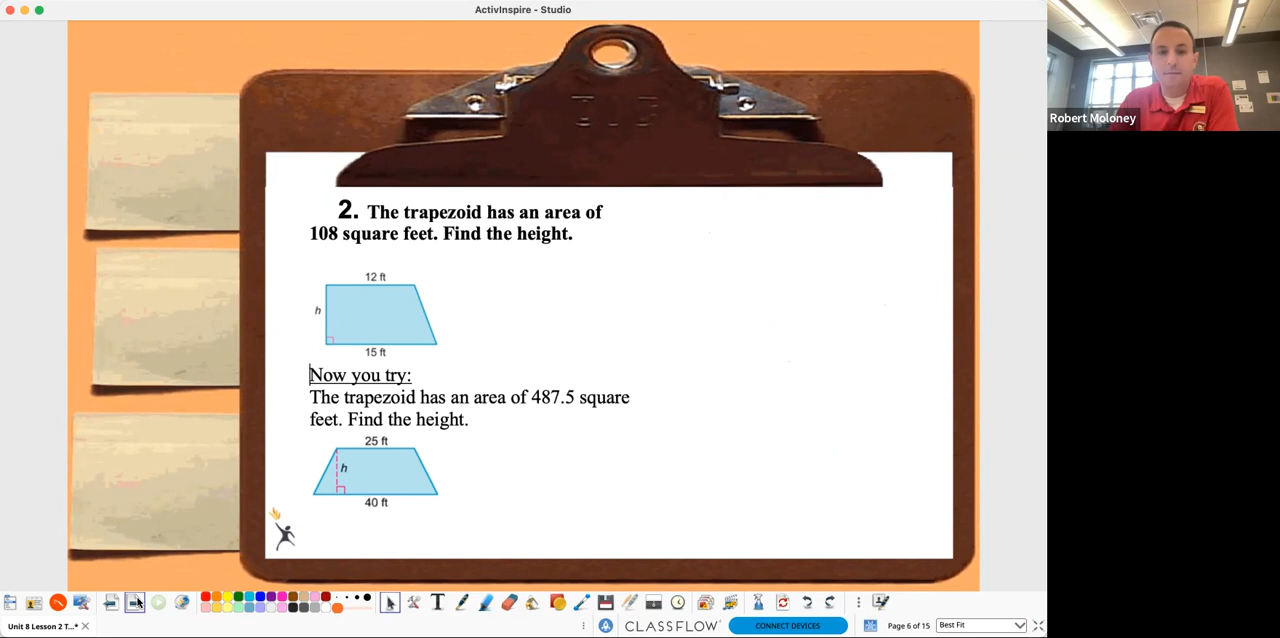 ActivInspire - Studio
Robert Moloney
2. The trapezoid has an area of
108 square feet. Find the height.
12 ft
h
15 ft
Now you try:
The trapezoid has an area of 487.5 square
feet. Find the height.
25 ft
h
40 ft
T
Unit 8 Lesson 2 T...*
CLASSFLOW
CONNECT DEVICES
Page 6 of 15
Best Fit